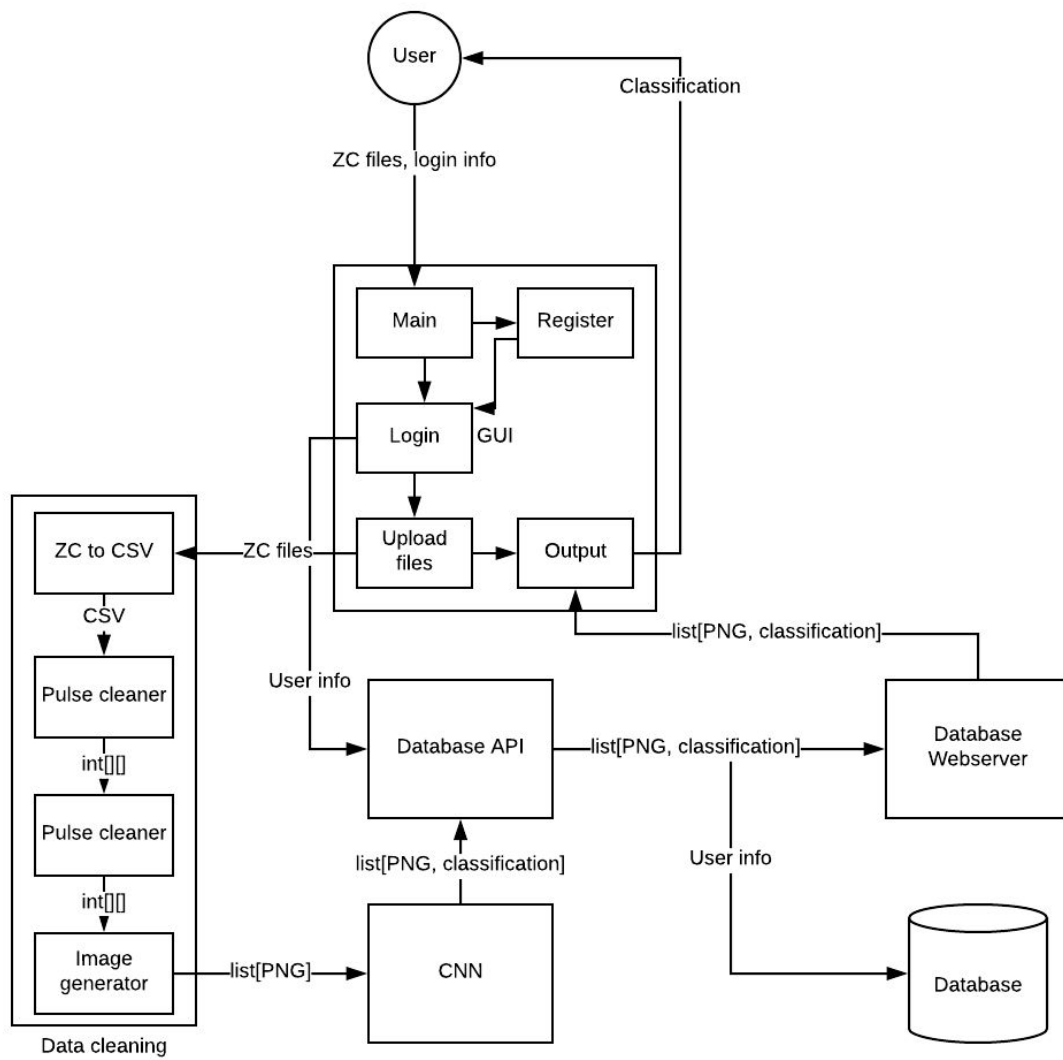 User
Classification
ZC files, login info
Main
Register
Login
GUI
Upload
files
Output
ZC files
ZC to CSV
CSV
Pulse cleaner
int[][]
Pulse cleaner
int[][]
Image
generator
Data cleaning
list[PNG]
User info
Database API
list[PNG, classification]
CNN
list[PNG, classification]
list[PNG, classification]
Database
Webserver
User info
Database